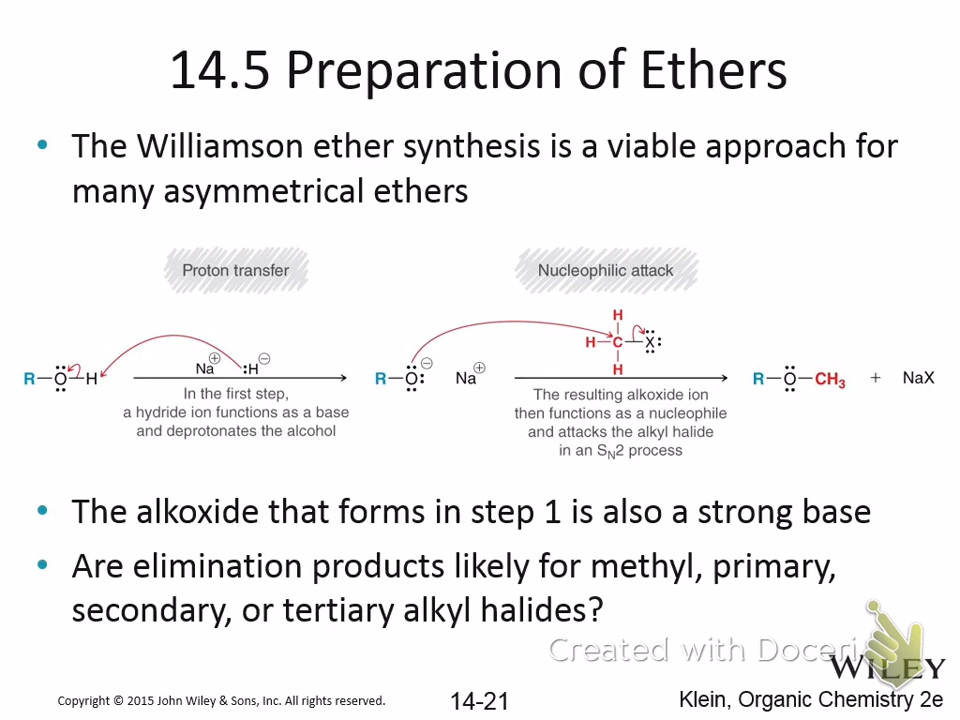 14.5 Preparation of Ethers
• The Williamson ether synthesis is a viable approach for
many asymmetrical ethers
Proton transfer
Nucleophilic attack
R—O—H
Na⊕ :H⊖
In the first step,
a hydride ion functions as a base
and deprotonates the alcohol
R—O:⊖ Na⊕
H
H—C—X:
H
The resulting alkoxide ion
then functions as a nucleophile
and attacks the alkyl halide
in an SN2 process
R—O—CH3 + NaX
• The alkoxide that forms in step 1 is also a strong base
• Are elimination products likely for methyl, primary,
secondary, or tertiary alkyl halides?
Created with Doceri
WILEY
Copyright © 2015 John Wiley & Sons, Inc. All rights reserved.
14-21
Klein, Organic Chemistry 2e